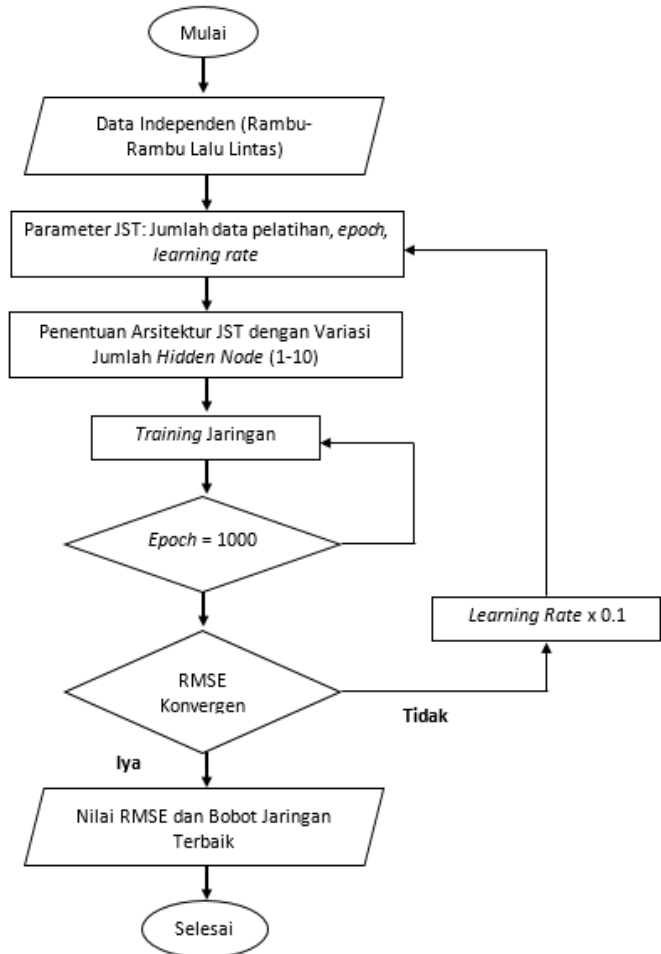 Mulai
Data Independen (Rambu-
Rambu Lalu Lintas)
Parameter JST: Jumlah data pelatihan, epoch,
learning rate
Penentuan Arsitektur JST dengan Variasi
Jumlah Hidden Node (1-10)
Training Jaringan
Epoch = 1000
Learning Rate x 0.1
RMSE
Konvergen
Tidak
Iya
Nilai RMSE dan Bobot Jaringan
Terbaik
Selesai